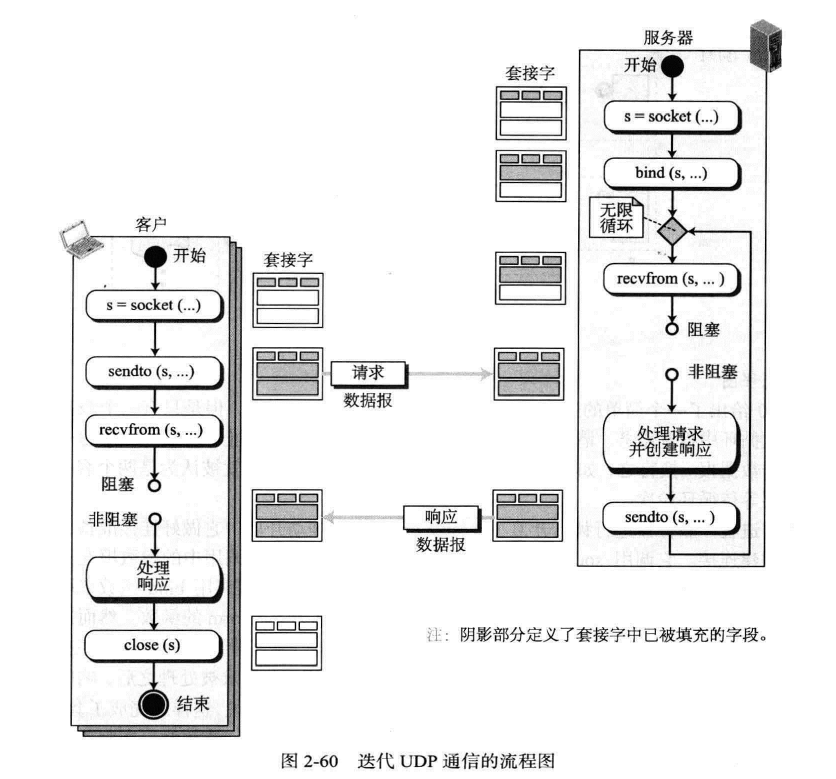 服务器
开始
套接字
s = socket (...)
bind (s, ...)
无限
循环
recvfrom (s, ... )
阻塞
非阻塞
处理请求
并创建响应
sendto (s, ... )
客户
开始
套接字
s = socket (...)
sendto (s, ...)
请求
数据报
recvfrom (s, ...)
阻塞
非阻塞
响应
数据报
处理
响应
close (s)
结束
注：阴影部分定义了套接字中已被填充的字段。
图 2-60 迭代 UDP 通信的流程图